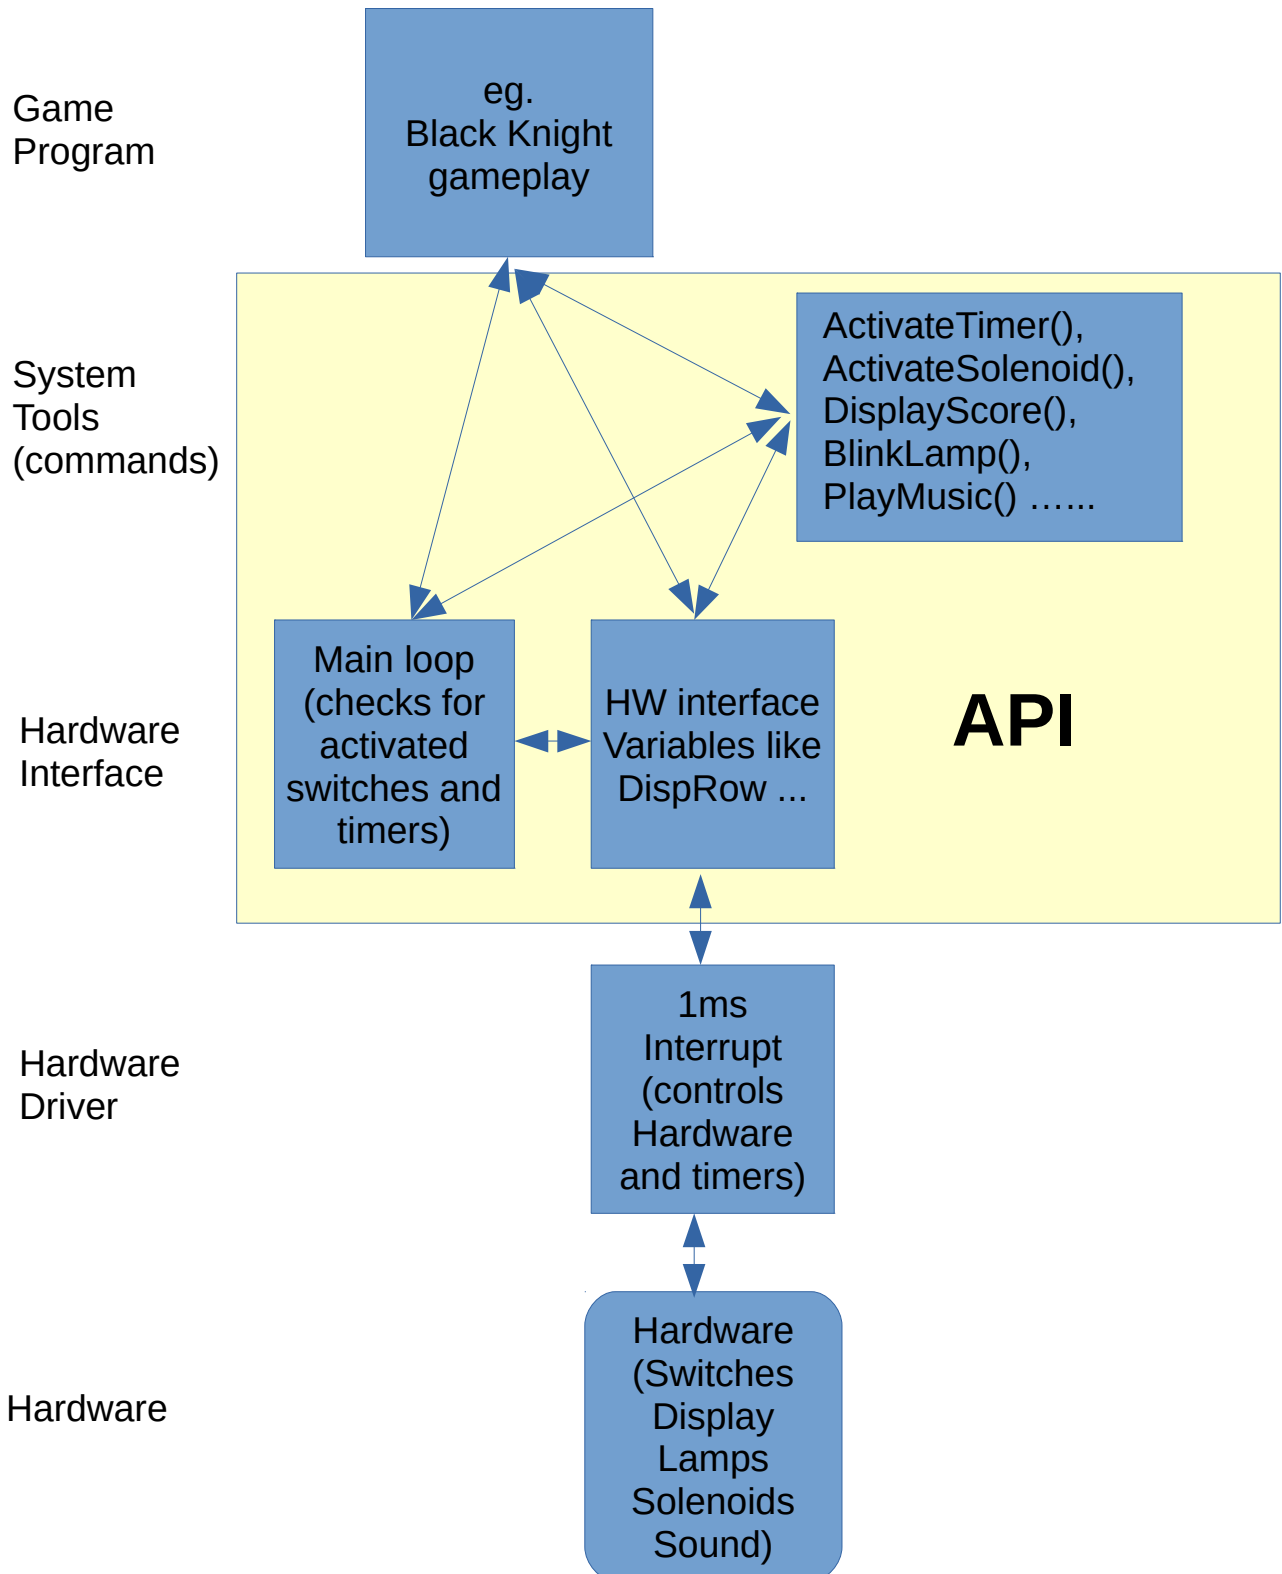 Game
Program
eg.
Black Knight
gameplay
System
Tools
(commands)
ActivateTimer(),
ActivateSolenoid(),
DisplayScore(),
BlinkLamp(),
PlayMusic() …...
Hardware
Interface
Main loop
(checks for
activated
switches and
timers)
HW interface
Variables like
DispRow ...
API
Hardware
Driver
1ms
Interrupt
(controls
Hardware
and timers)
Hardware
Hardware
(Switches
Display
Lamps
Solenoids
Sound)